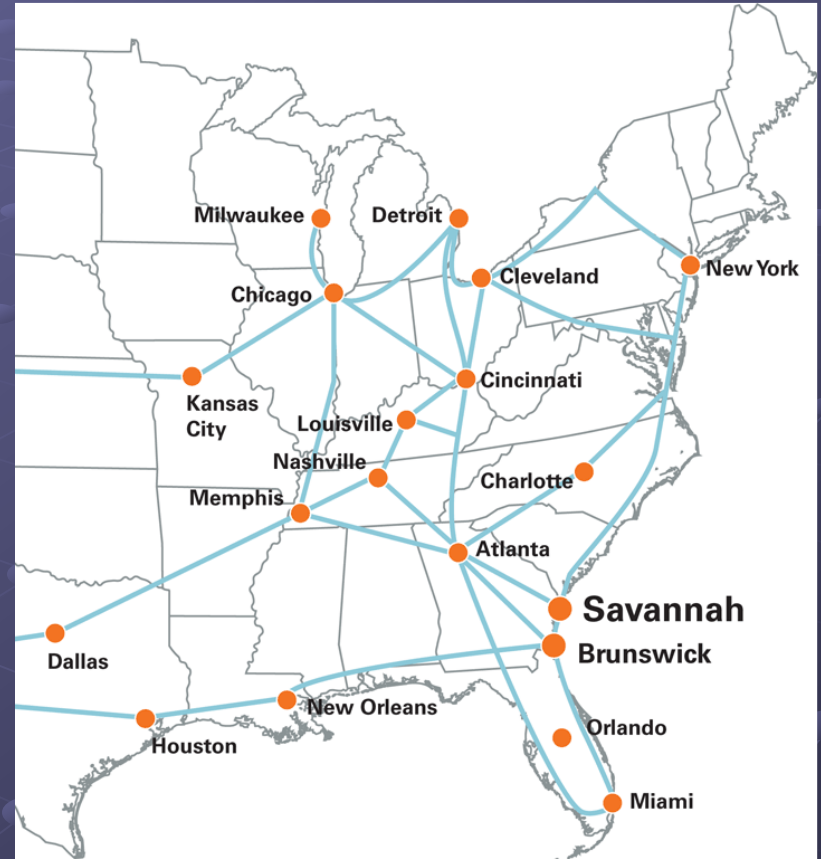 Milwaukee
Detroit
New York
Cleveland
Chicago
Cincinnati
Kansas
City
Louisville
Nashville
Charlotte
Memphis
Atlanta
Savannah
Brunswick
Dallas
New Orleans
Orlando
Houston
Miami